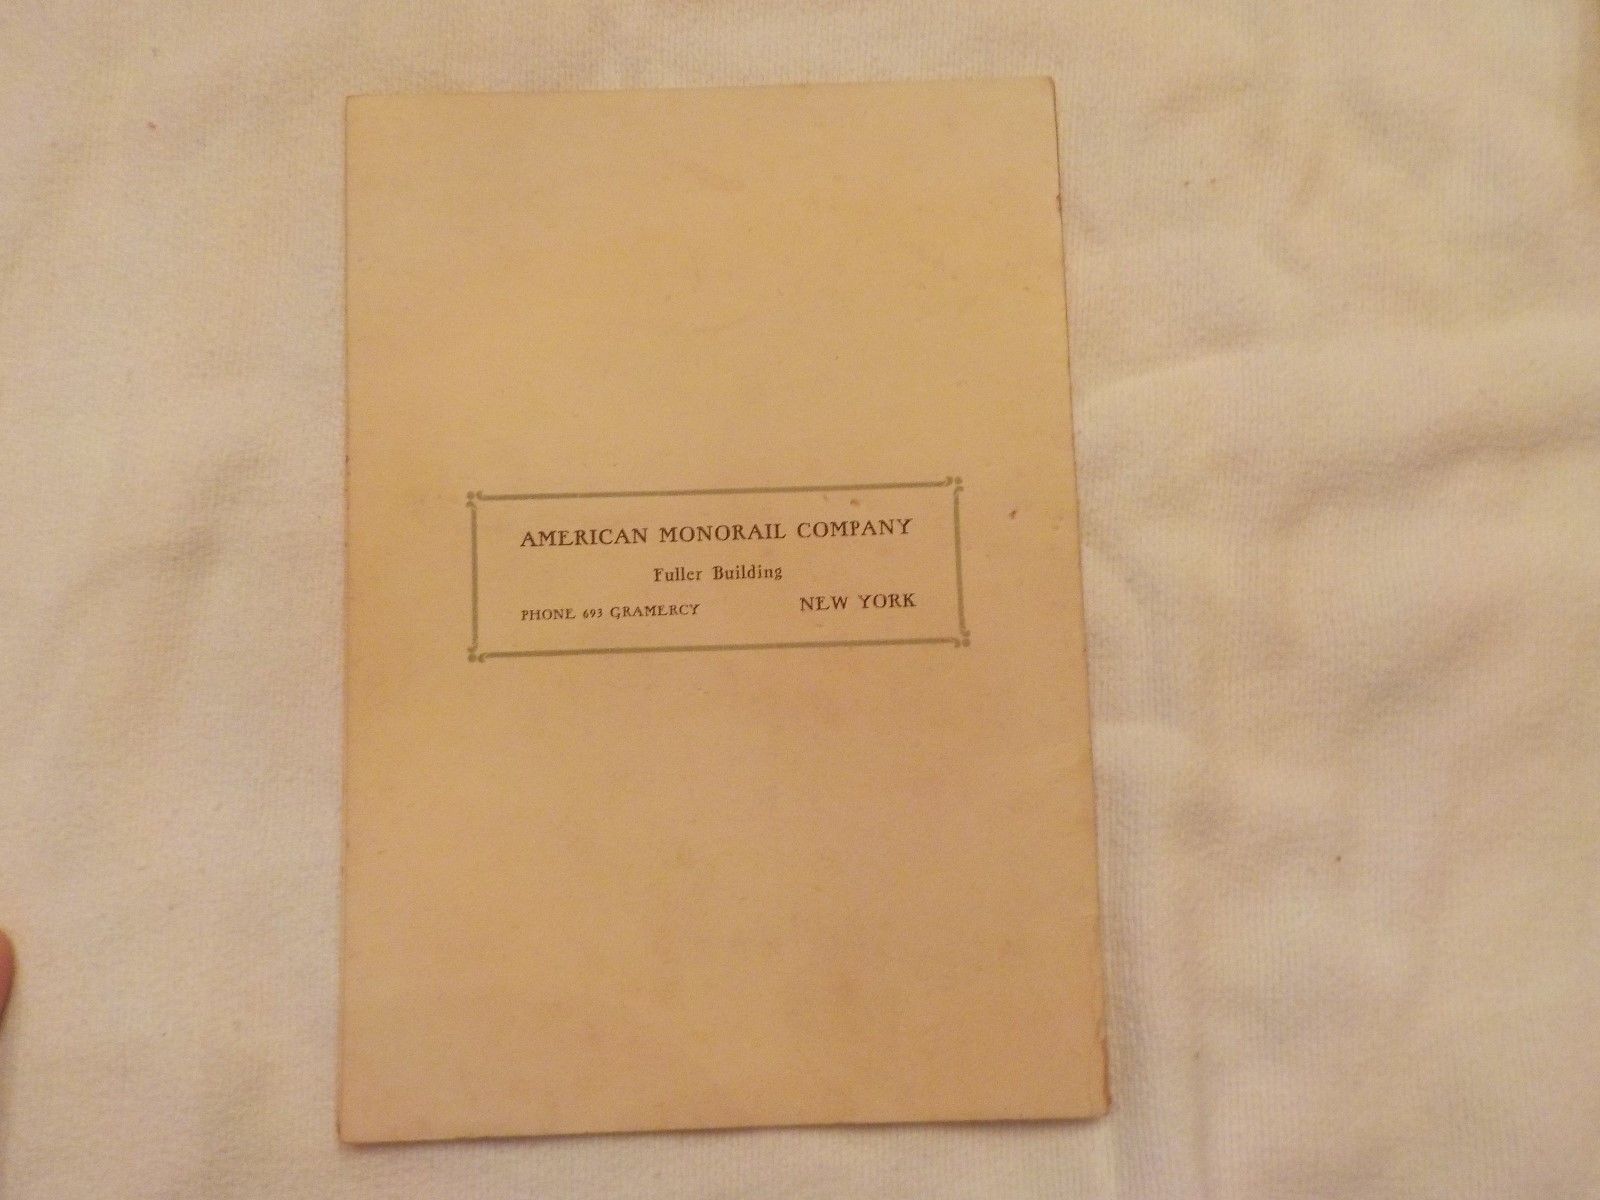 AMERICAN MONORAIL COMPANY
Fuller Building
PHONE 693 GRAMERCY NEW YORK